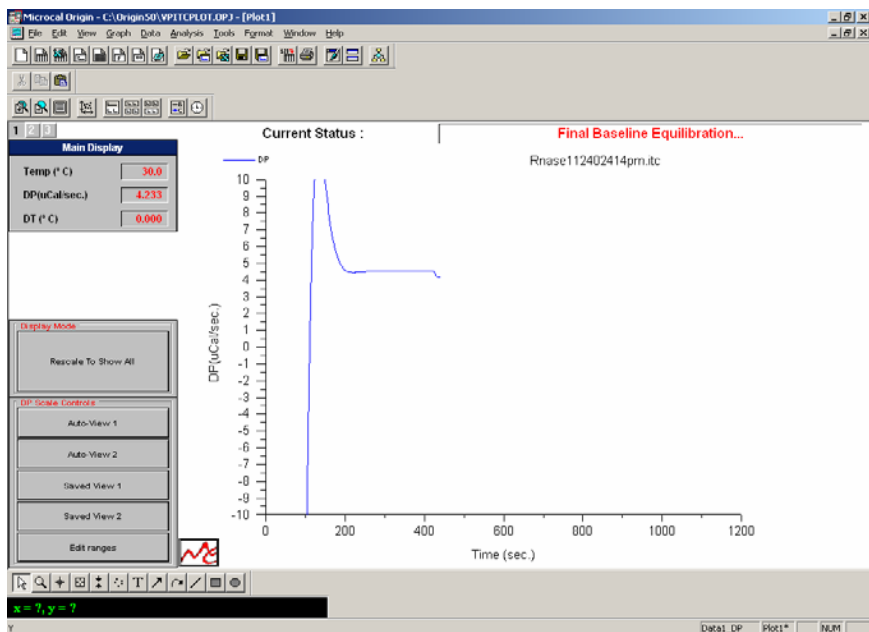 Microcal Origin - C:\Origin50\VPITCPLOT.OPJ - [Plot1]
File Edit View Graph Data Analysis Tools Format Window Help
1 2 3
Main Display
Temp (° C) 30.0
DP(uCal/sec.) 4.233
DT (° C) 0.000
Current Status : Final Baseline Equilibration...
DP
Rnase112402414pm.itc
10
9
8
7
6
5
4
3
2
1
0
-1
-2
-3
-4
-5
-6
-7
-8
-9
-10
DP(uCal/sec.)
0 200 400 600 800 1000 1200
Time (sec.)
Display Mode
Rescale To Show All
DP Scale Controls
Auto-View 1
Auto-View 2
Saved View 1
Saved View 2
Edit ranges
T
x = ?, y = ?
Y Data1_DP Plot1* NUM